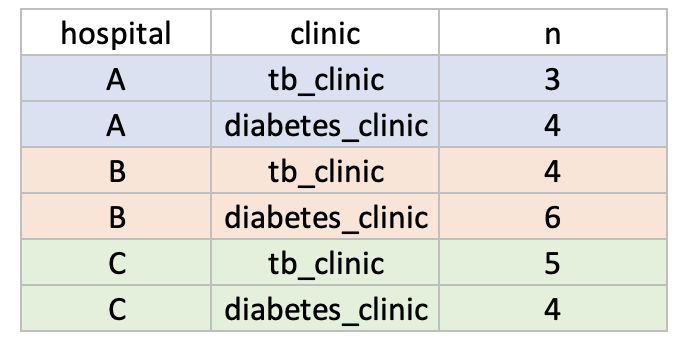 hospital clinic n
A tb_clinic 3
A diabetes_clinic 4
B tb_clinic 4
B diabetes_clinic 6
C tb_clinic 5
C diabetes_clinic 4